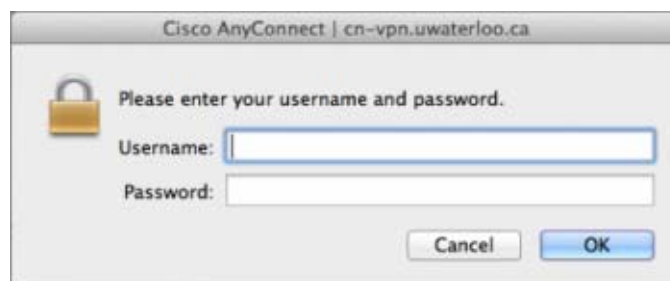 Cisco AnyConnect | cn-vpn.uwaterloo.ca
Please enter your username and password.
Username:
Password:
Cancel OK